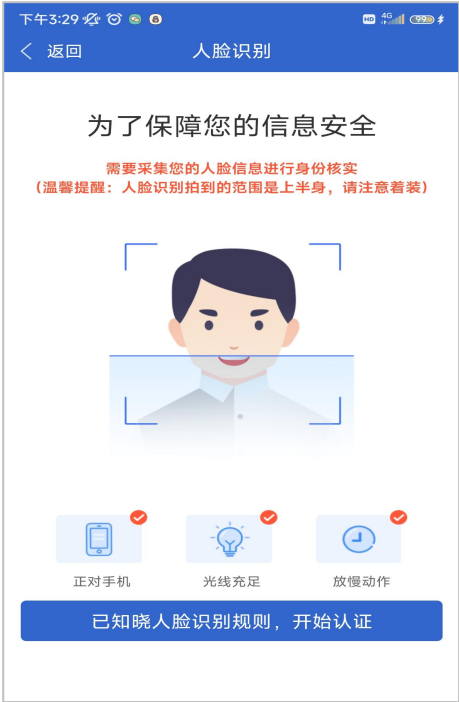 下午3:29
HD 4G 99
返回 人脸识别
为了保障您的信息安全
需要采集您的人脸信息进行身份核实
(温馨提醒：人脸识别拍到的范围是上半身，请注意着装)
正对手机 光线充足 放慢动作
已知晓人脸识别规则，开始认证